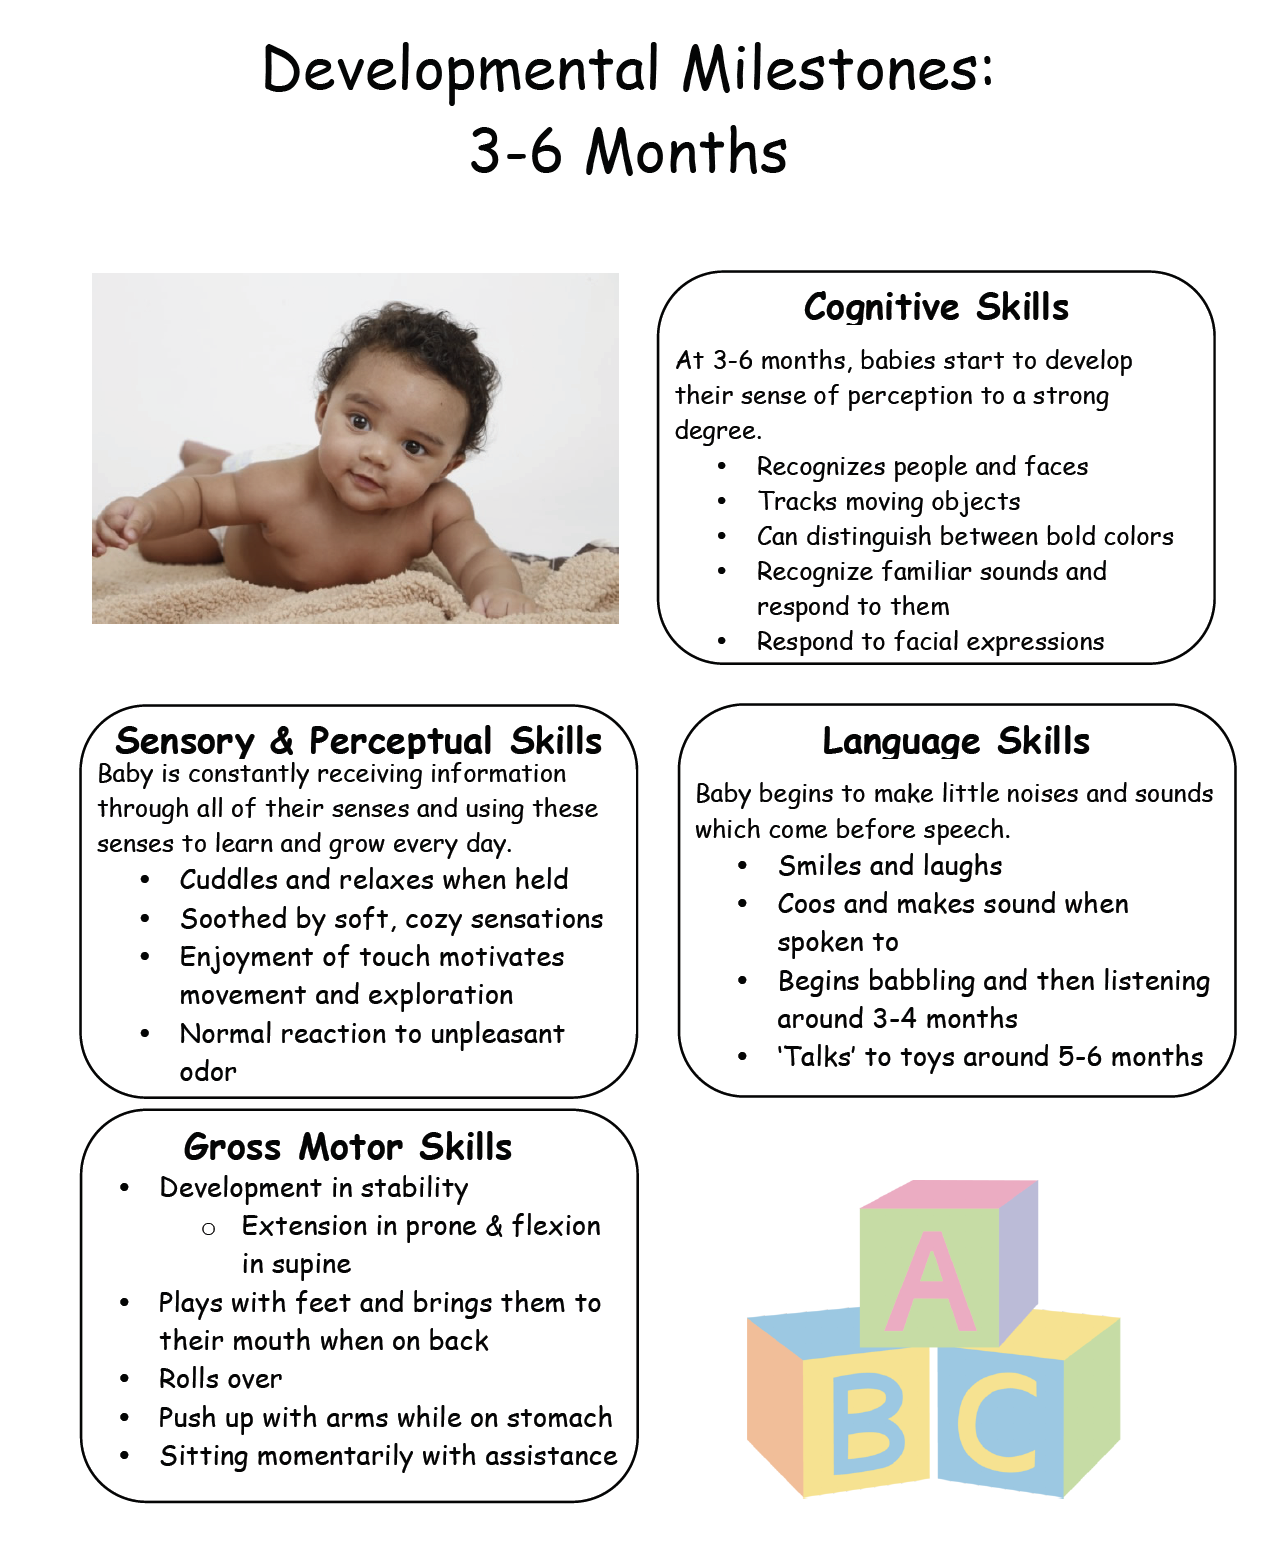 Developmental Milestones:
3-6 Months
Cognitive Skills
At 3-6 months, babies start to develop
their sense of perception to a strong
degree.
• Recognizes people and faces
• Tracks moving objects
• Can distinguish between bold colors
• Recognize familiar sounds and
respond to them
• Respond to facial expressions
Sensory & Perceptual Skills
Baby is constantly receiving information
through all of their senses and using these
senses to learn and grow every day.
• Cuddles and relaxes when held
• Soothed by soft, cozy sensations
• Enjoyment of touch motivates
movement and exploration
• Normal reaction to unpleasant
odor
Language Skills
Baby begins to make little noises and sounds
which come before speech.
• Smiles and laughs
• Coos and makes sound when
spoken to
• Begins babbling and then listening
around 3-4 months
• ‘Talks’ to toys around 5-6 months
Gross Motor Skills
• Development in stability
o Extension in prone & flexion
in supine
• Plays with feet and brings them to
their mouth when on back
• Rolls over
• Push up with arms while on stomach
• Sitting momentarily with assistance
A
B C